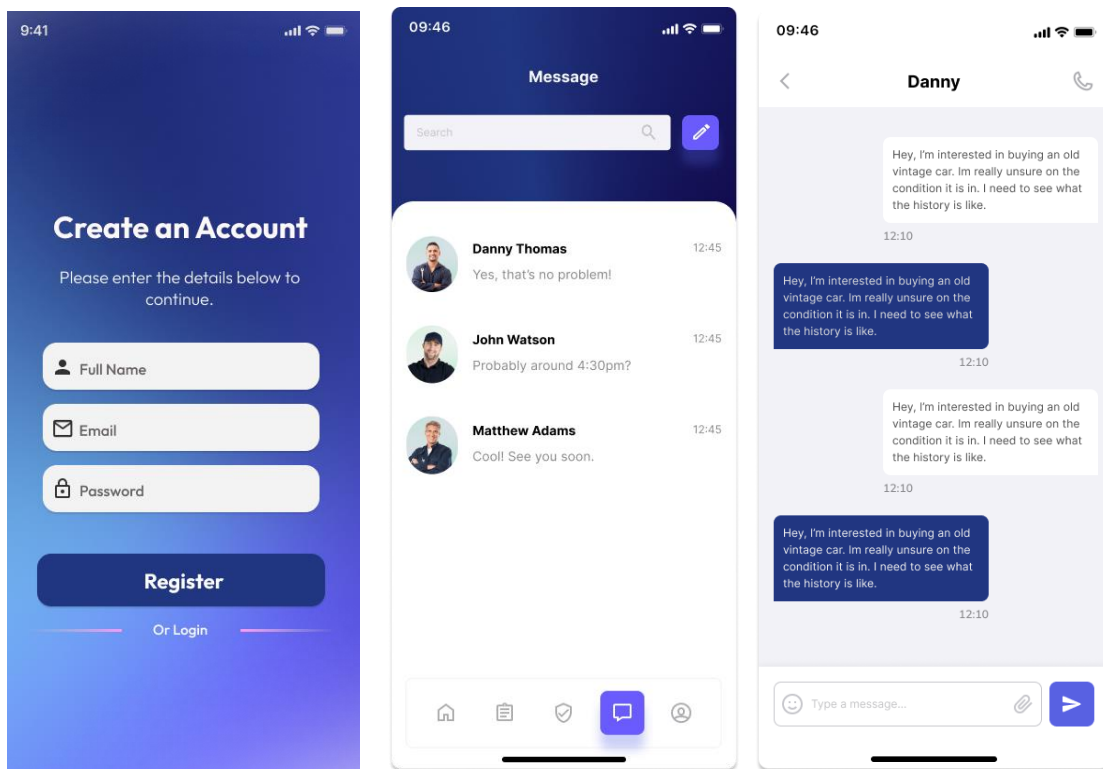 9:41
Create an Account
Please enter the details below to
continue.
Full Name
Email
Password
Register
Or Login
09:46
Message
Search
Danny Thomas
12:45
Yes, that's no problem!
John Watson
12:45
Probably around 4:30pm?
Matthew Adams
12:45
Cool! See you soon.
09:46
Danny
Hey, I'm interested in buying an old
vintage car. Im really unsure on the
condition it is in. I need to see what
the history is like.
12:10
Hey, I'm interested in buying an old
vintage car. Im really unsure on the
condition it is in. I need to see what
the history is like.
12:10
Hey, I'm interested in buying an old
vintage car. Im really unsure on the
condition it is in. I need to see what
the history is like.
12:10
Hey, I'm interested in buying an old
vintage car. Im really unsure on the
condition it is in. I need to see what
the history is like.
12:10
Type a message...